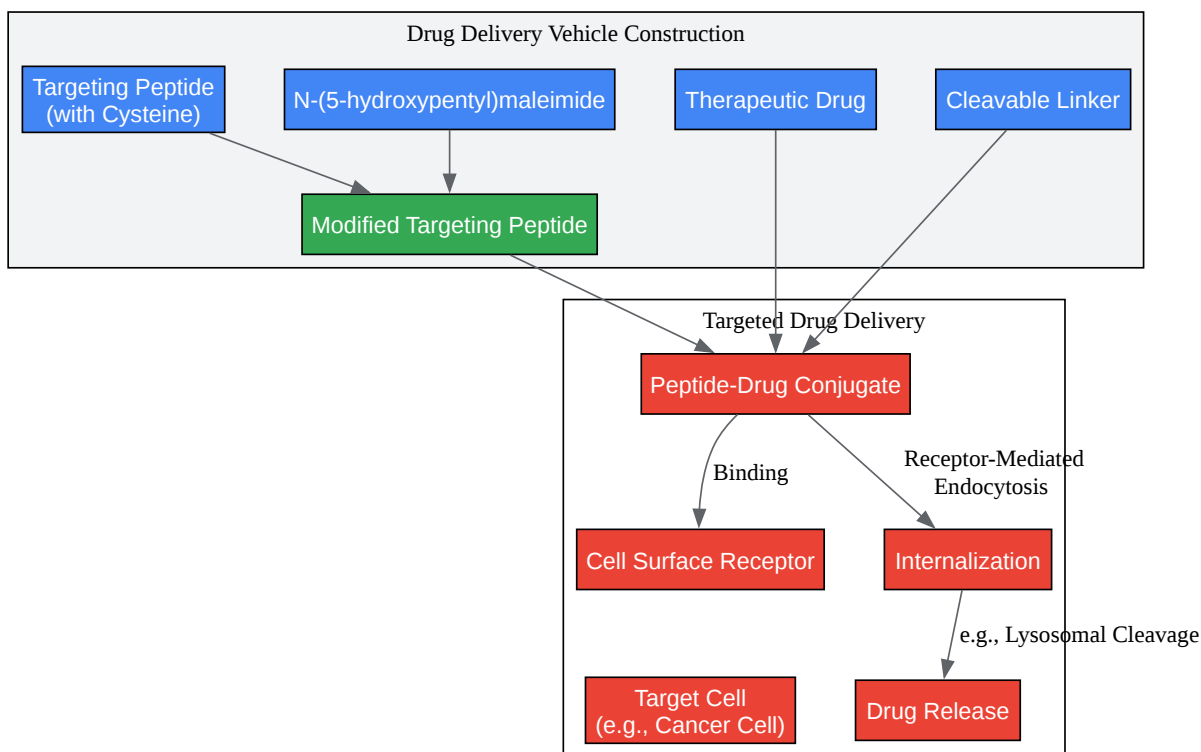 Drug Delivery Vehicle Construction
Targeting Peptide
(with Cysteine)
N-(5-hydroxypentyl)maleimide
Therapeutic Drug
Cleavable Linker
Modified Targeting Peptide
Targeted Drug Delivery
Peptide-Drug Conjugate
Binding
Receptor-Mediated
Endocytosis
Cell Surface Receptor
Internalization
e.g., Lysosomal Cleavage
Target Cell
(e.g., Cancer Cell)
Drug Release